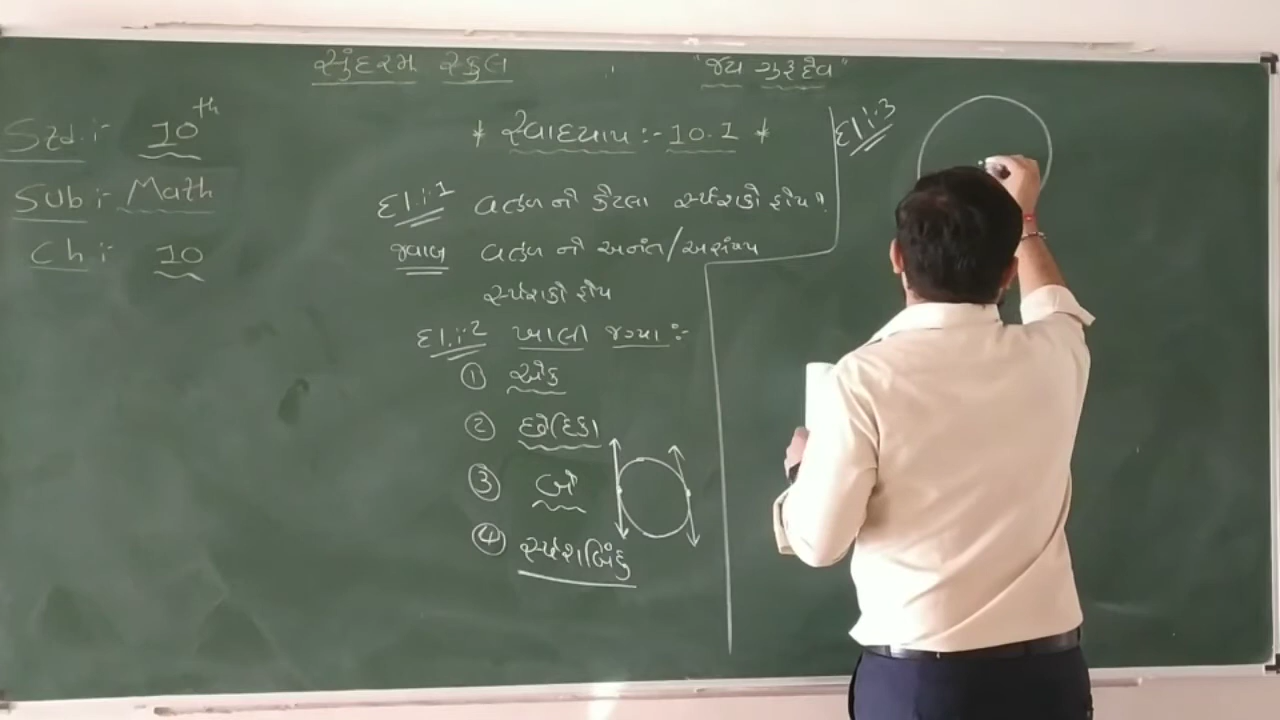 સુંદરમ સ્કુલ
"જય ગુરૂદેવ"
Std.:- 10th
Sub:- Math
Ch:- 10
* સ્વાધ્યાય:- 10.1 *
દા.:1 વર્તુળ ને કેટલા સ્પર્શકો હોય?
જવાબ વર્તુળ ને અનંત/અસંખ્ય
સ્પર્શકો હોય
દા.:2 ખાલી જગ્યા:-
① એક
② છેદિકા
③ બે
④ સ્પર્શબિંદુ
દા.:3